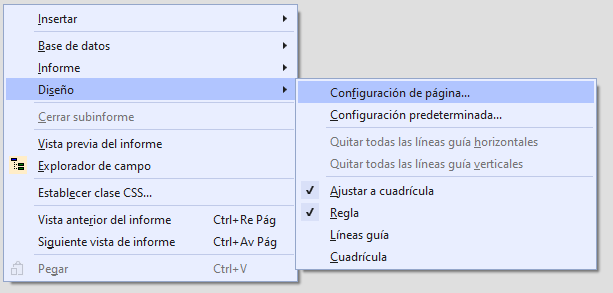 Insertar
Base de datos
Informe
Diseño
Cerrar subinforme
Vista previa del informe
Explorador de campo
Establecer clase CSS...
Vista anterior del informe Ctrl+Re Pág
Siguiente vista de informe Ctrl+Av Pág
Pegar Ctrl+V
Configuración de página...
Configuración predeterminada...
Quitar todas las líneas guía horizontales
Quitar todas las líneas guía verticales
Ajustar a cuadrícula
Regla
Líneas guía
Cuadrícula